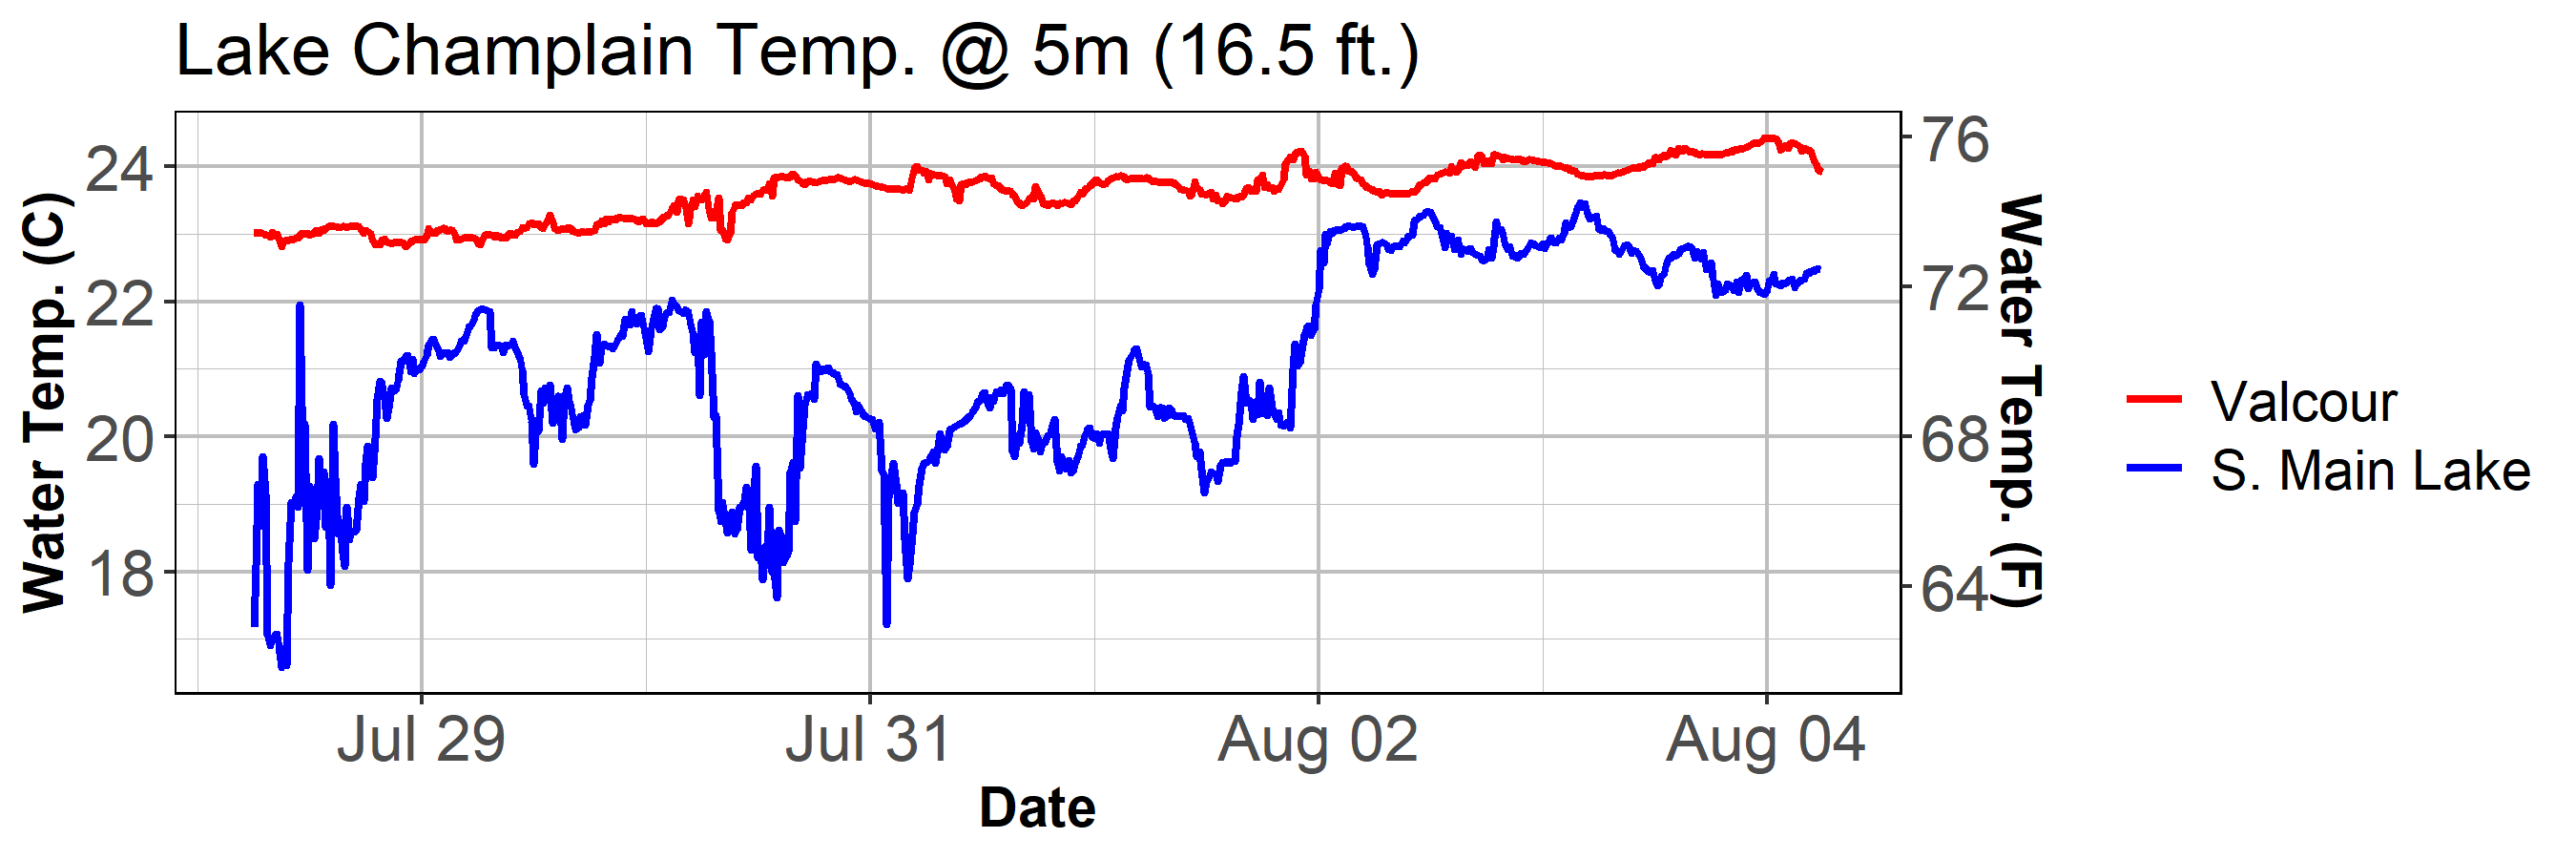 Lake Champlain Temp. @ 5m (16.5 ft.)
Water Temp. (C)
24
22
20
18
76
72
68
64
Water Temp. (F)
Jul 29
Jul 31
Aug 02
Aug 04
Date
Valcour
S. Main Lake